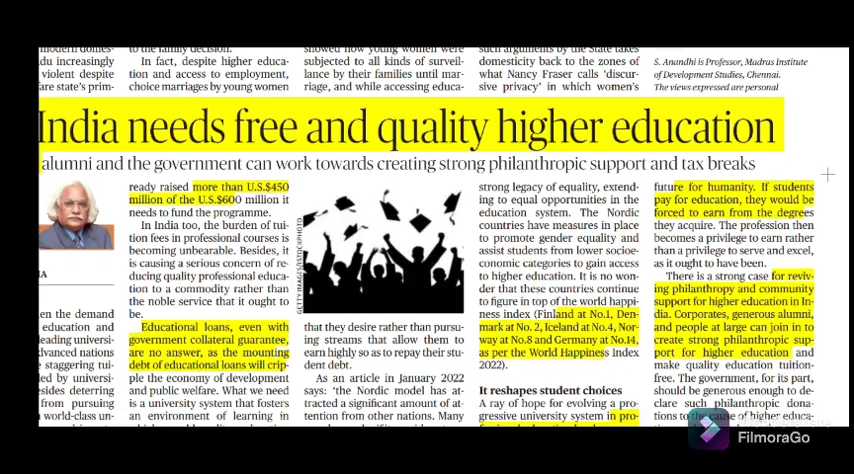 modern domes-
du increasingly
violent despite
fare state's prim-
to the family decision.
In fact, despite higher educa-
tion and access to employment,
choice marriages by young women
showed how young women were
subjected to all kinds of surveil-
lance by their families until mar-
riage, and while accessing educa-
such arguments by the State takes
domesticity back to the zones of
what Nancy Fraser calls 'discur-
sive privacy' in which women's
S. Anandhi is Professor, Madras Institute
of Development Studies, Chennai.
The views expressed are personal
India needs free and quality higher education
alumni and the government can work towards creating strong philanthropic support and tax breaks
IA
en the demand
education and
leading universi-
dvanced nations
staggering tui-
led by universi-
esides deterring
from pursuing
world-class un-
ready raised more than U.S.$450
million of the U.S.$600 million it
needs to fund the programme.
In India too, the burden of tui-
tion fees in professional courses is
becoming unbearable. Besides, it
is causing a serious concern of re-
ducing quality professional educa-
tion to a commodity rather than
the noble service that it ought to
be.
Educational loans, even with
government collateral guarantee,
are no answer, as the mounting
debt of educational loans will crip-
ple the economy of development
and public welfare. What we need
is a university system that fosters
an environment of learning in
GETTY IMAGES/ISTOCKPHOTO
that they desire rather than pursu-
ing streams that allow them to
earn highly so as to repay their stu-
dent debt.
As an article in January 2022
says: 'the Nordic model has at-
tracted a significant amount of at-
tention from other nations. Many
strong legacy of equality, extend-
ing to equal opportunities in the
education system. The Nordic
countries have measures in place
to promote gender equality and
assist students from lower socioe-
conomic categories to gain access
to higher education. It is no won-
der that these countries continue
to figure in top of the world happi-
ness index (Finland at No.1, Den-
mark at No. 2, Iceland at No.4, Nor-
way at No.8 and Germany at No.14,
as per the World Happiness Index
2022).
It reshapes student choices
A ray of hope for evolving a pro-
gressive university system in pro-
future for humanity. If students
pay for education, they would be
forced to earn from the degrees
they acquire. The profession then
becomes a privilege to earn rather
than a privilege to serve and excel,
as it ought to have been.
There is a strong case for reviv-
ing philanthropy and community
support for higher education in In-
dia. Corporates, generous alumni,
and people at large can join in to
create strong philanthropic sup-
port for higher education and
make quality education tuition-
free. The government, for its part,
should be generous enough to de-
clare such philanthropic dona-
tions to the cause of higher educa-
FilmoraGo